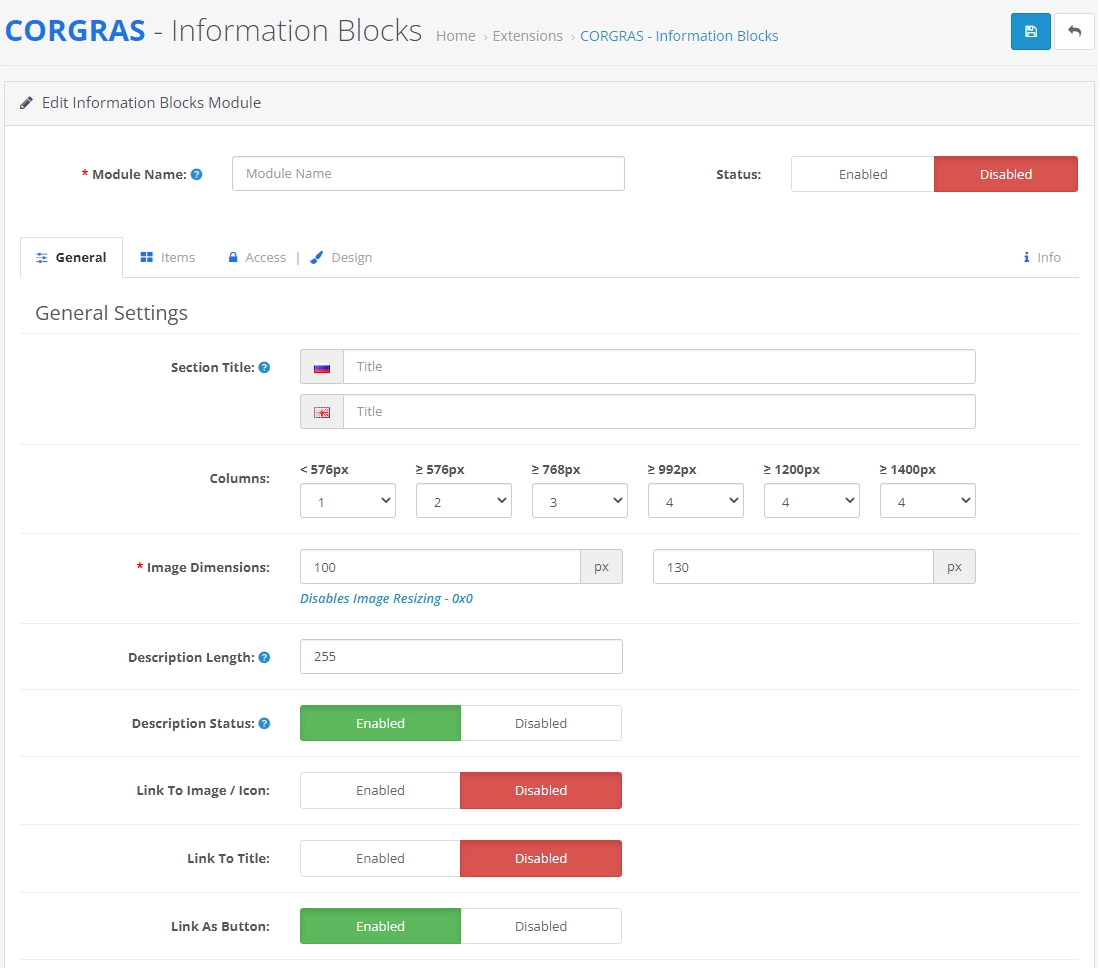 CORGRAS - Information Blocks Home › Extensions › CORGRAS - Information Blocks
Edit Information Blocks Module
* Module Name: ? Module Name Status: Enabled Disabled
General Items Access | Design Info
General Settings
Section Title: ? Title
Title
Columns: < 576px ≥ 576px ≥ 768px ≥ 992px ≥ 1200px ≥ 1400px
1 2 3 4 4 4
* Image Dimensions: 100 px 130 px
Disables Image Resizing - 0x0
Description Length: ? 255
Description Status: ? Enabled Disabled
Link To Image / Icon: Enabled Disabled
Link To Title: Enabled Disabled
Link As Button: Enabled Disabled